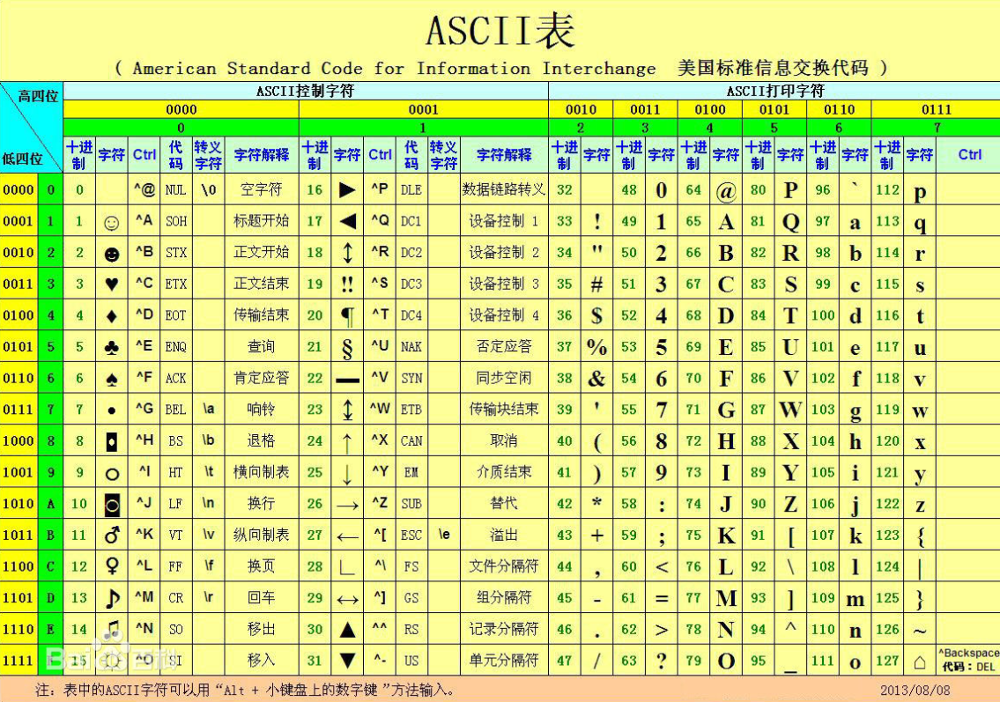 ASCII表
( American Standard Code for Information Interchange 美国标准信息交换代码 )
高四位 ASCII控制字符 ASCII打印字符
0000 0001 0010 0011 0100 0101 0110 0111
0 1 2 3 4 5 6 7
低四位 十进制 字符 Ctrl 代码 转义字符 字符解释 十进制 字符 Ctrl 代码 转义字符 字符解释 十进制 字符 十进制 字符 十进制 字符 十进制 字符 十进制 字符 十进制 字符 Ctrl
0000 0 0 ^@ NUL \0 空字符 16 ► ^P DLE 数据链路转义 32 48 0 64 @ 80 P 96 ` 112 p
0001 1 1 ☺ ^A SOH 标题开始 17 ◄ ^Q DC1 设备控制 1 33 ! 49 1 65 A 81 Q 97 a 113 q
0010 2 2 ☻ ^B STX 正文开始 18 ↕ ^R DC2 设备控制 2 34 " 50 2 66 B 82 R 98 b 114 r
0011 3 3 ♥ ^C ETX 正文结束 19 ‼ ^S DC3 设备控制 3 35 # 51 3 67 C 83 S 99 c 115 s
0100 4 4 ♦ ^D EOT 传输结束 20 ¶ ^T DC4 设备控制 4 36 $ 52 4 68 D 84 T 100 d 116 t
0101 5 5 ♣ ^E ENQ 查询 21 § ^U NAK 否定应答 37 % 53 5 69 E 85 U 101 e 117 u
0110 6 6 ♠ ^F ACK 肯定应答 22 ▬ ^V SYN 同步空闲 38 & 54 6 70 F 86 V 102 f 118 v
0111 7 7 • ^G BEL \a 响铃 23 ↨ ^W ETB 传输块结束 39 ' 55 7 71 G 87 W 103 g 119 w
1000 8 8 ◘ ^H BS \b 退格 24 ↑ ^X CAN 取消 40 ( 56 8 72 H 88 X 104 h 120 x
1001 9 9 ○ ^I HT \t 横向制表 25 ↓ ^Y EM 介质结束 41 ) 57 9 73 I 89 Y 105 i 121 y
1010 A 10 ◙ ^J LF \n 换行 26 → ^Z SUB 替代 42 * 58 : 74 J 90 Z 106 j 122 z
1011 B 11 ♂ ^K VT \v 纵向制表 27 ← ^[ ESC \e 溢出 43 + 59 ; 75 K 91 [ 107 k 123 {
1100 C 12 ♀ ^L FF \f 换页 28 ∟ ^\ FS 文件分隔符 44 , 60 < 76 L 92 \ 108 l 124 |
1101 D 13 ♪ ^M CR \r 回车 29 ↔ ^] GS 组分隔符 45 - 61 = 77 M 93 ] 109 m 125 }
1110 E 14 ♫ ^N SO 移出 30 ▲ ^^ RS 记录分隔符 46 . 62 > 78 N 94 ^ 110 n 126 ~
1111 F 15 ☼ ^O SI 移入 31 ▼ ^- US 单元分隔符 47 / 63 ? 79 O 95 _ 111 o 127 ⌂ ^Backspace 代码：DEL
Baidu百科
注：表中的ASCII字符可以用“Alt + 小键盘上的数字键”方法输入。 2013/08/08